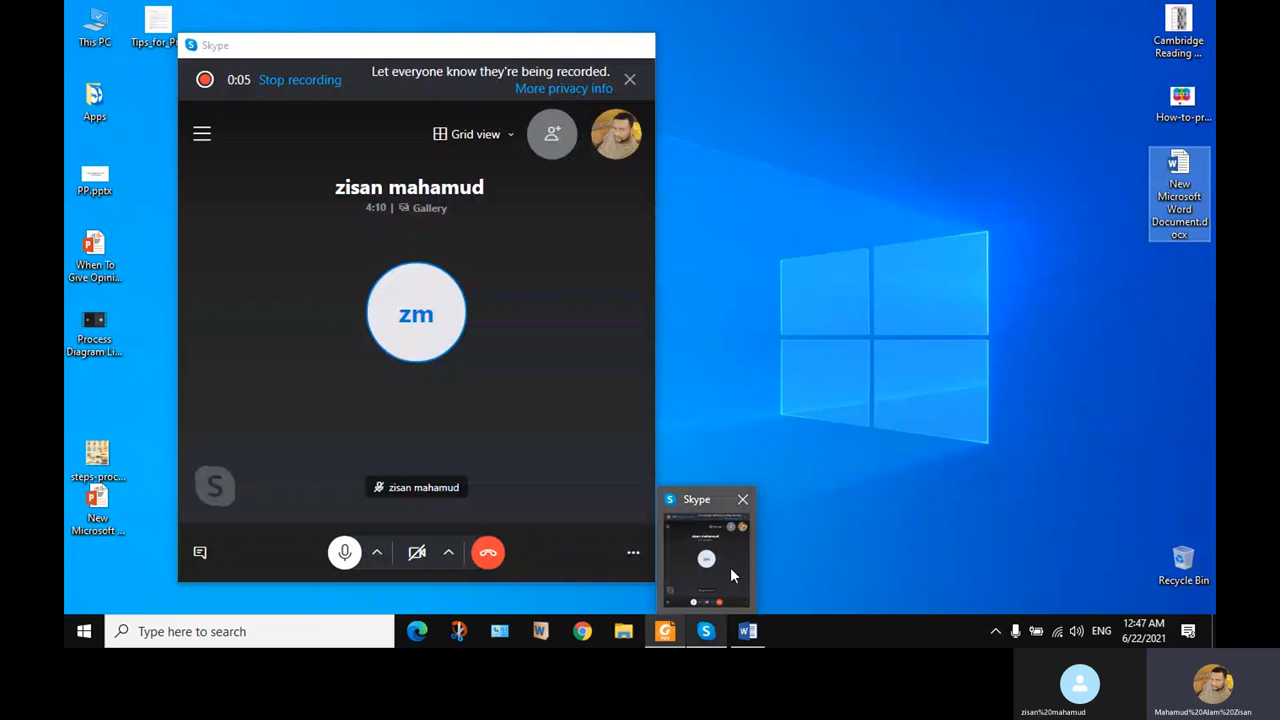 This PC
Tips_for_P
Apps
PP.pptx
When To
Give Opini...
Process
Diagram Li...
steps-proc...
New
Microsoft ...
Skype
0:05 Stop recording
Let everyone know they're being recorded.
More privacy info
Grid view
zisan mahamud
4:10 | Gallery
zm
zisan mahamud
Skype
Cambridge
Reading ...
How-to-pr...
New
Microsoft
Word
Document.d
ocx
Recycle Bin
Type here to search
ENG
12:47 AM
6/22/2021
zisan%20mahamud
Mahamud%20Alam%20Zisan